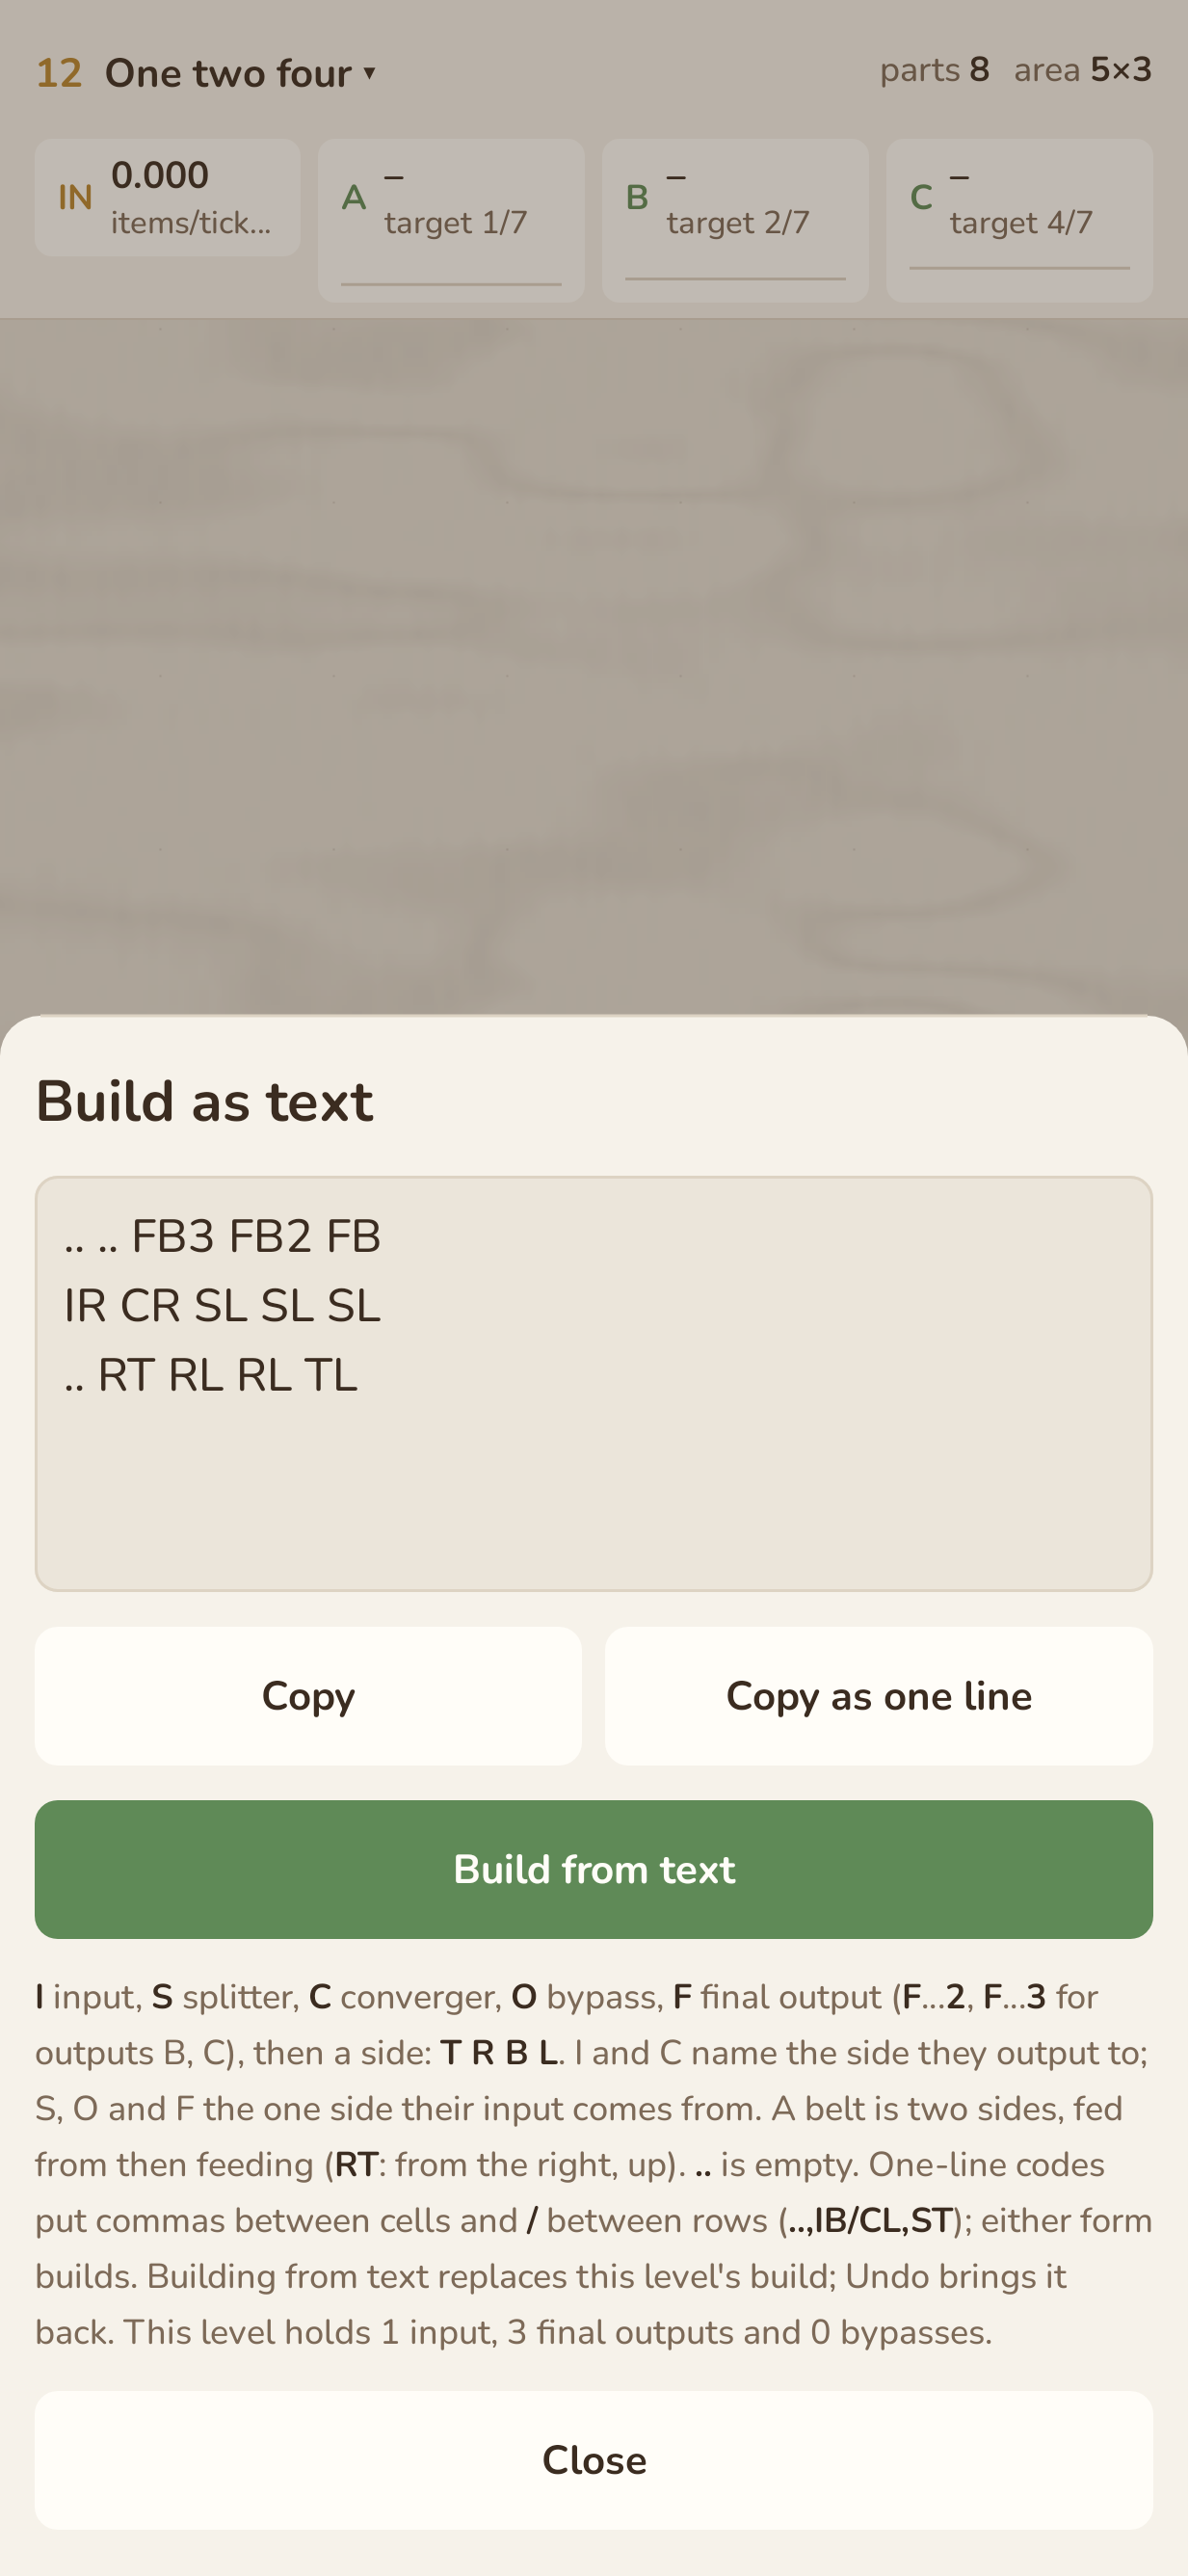 12 One two four ▾ parts 8 area 5×3
IN 0.000 items/tick...
A – target 1/7
B – target 2/7
C – target 4/7
Build as text
.. .. FB3 FB2 FB
IR CR SL SL SL
.. RT RL RL TL
Copy
Copy as one line
Build from text
I input, S splitter, C converger, O bypass, F final output (F...2, F...3 for
outputs B, C), then a side: T R B L. I and C name the side they output to;
S, O and F the one side their input comes from. A belt is two sides, fed
from then feeding (RT: from the right, up). .. is empty. One-line codes
put commas between cells and / between rows (..,IB/CL,ST); either form
builds. Building from text replaces this level's build; Undo brings it
back. This level holds 1 input, 3 final outputs and 0 bypasses.
Close